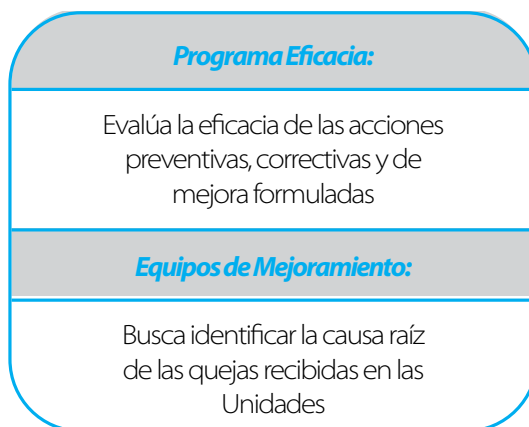 Programa Eficacia:
Evalúa la eficacia de las acciones
preventivas, correctivas y de
mejora formuladas
Equipos de Mejoramiento:
Busca identificar la causa raíz
de las quejas recibidas en las
Unidades